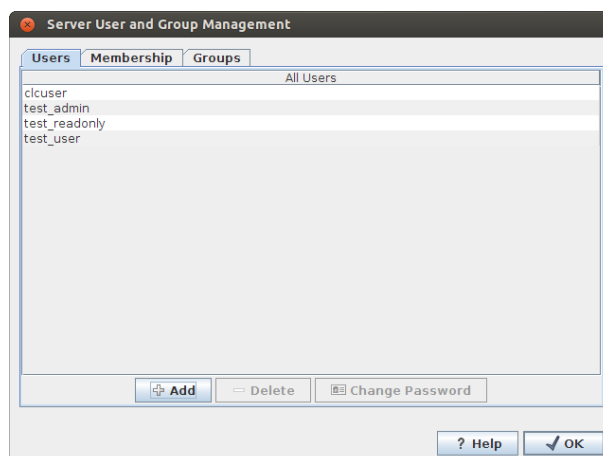 Server User and Group Management
Users Membership Groups
All Users
clcuser
test_admin
test_readonly
test_user
Add Delete Change Password
? Help OK